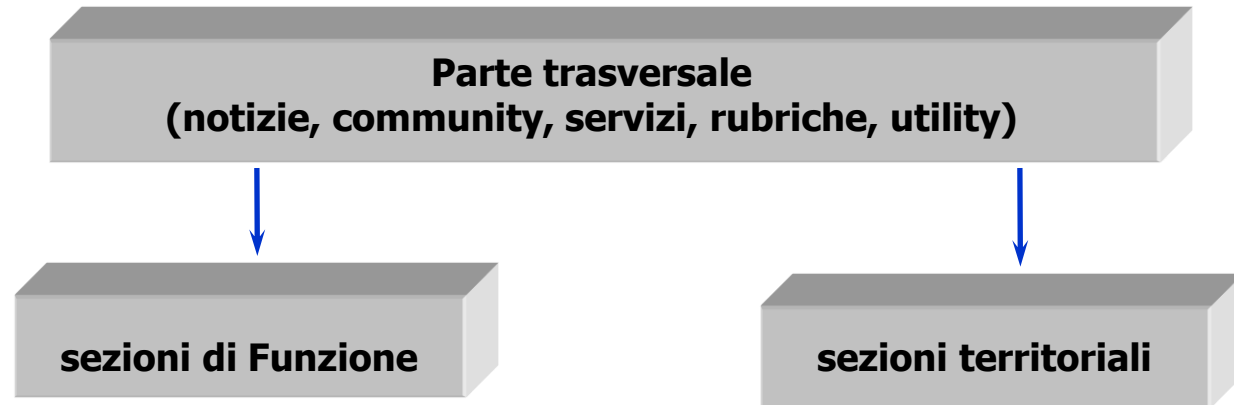 Parte trasversale
(notizie, community, servizi, rubriche, utility)
sezioni di Funzione
sezioni territoriali